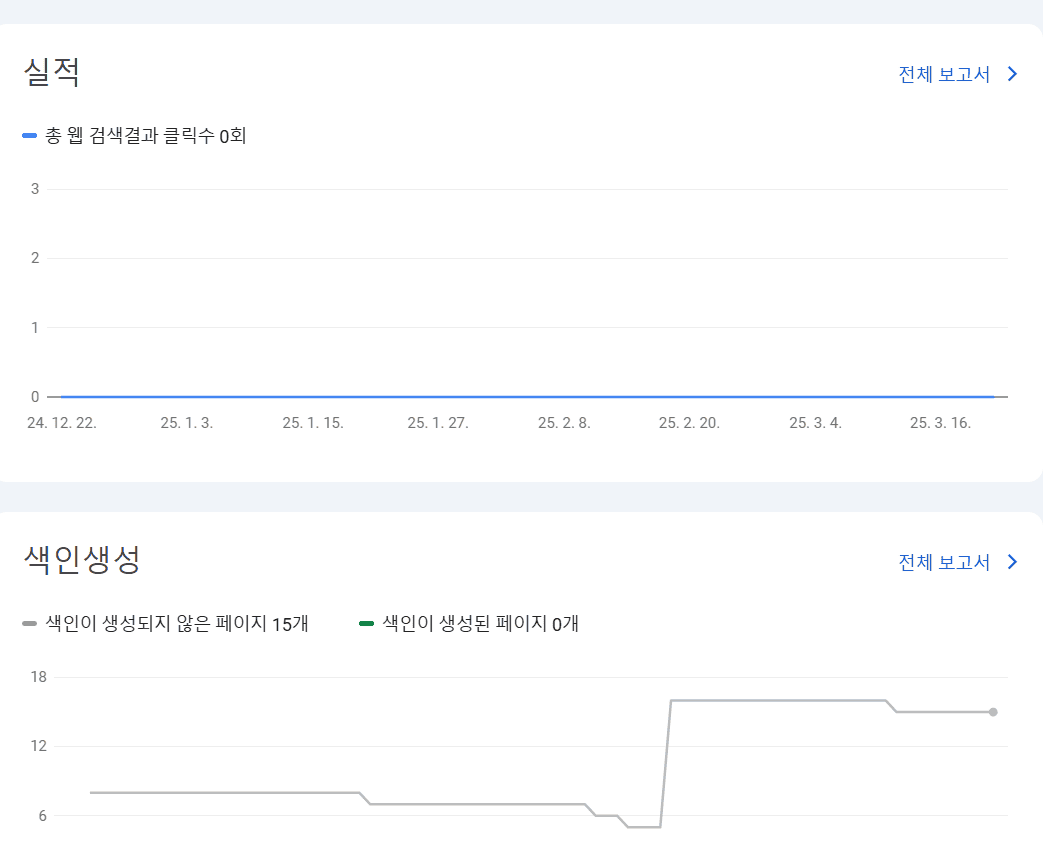 실적
전체 보고서
총 웹 검색결과 클릭수 0회
3
2
1
0
24. 12. 22. 25. 1. 3. 25. 1. 15. 25. 1. 27. 25. 2. 8. 25. 2. 20. 25. 3. 4. 25. 3. 16.
색인생성
전체 보고서
색인이 생성되지 않은 페이지 15개 색인이 생성된 페이지 0개
18
12
6